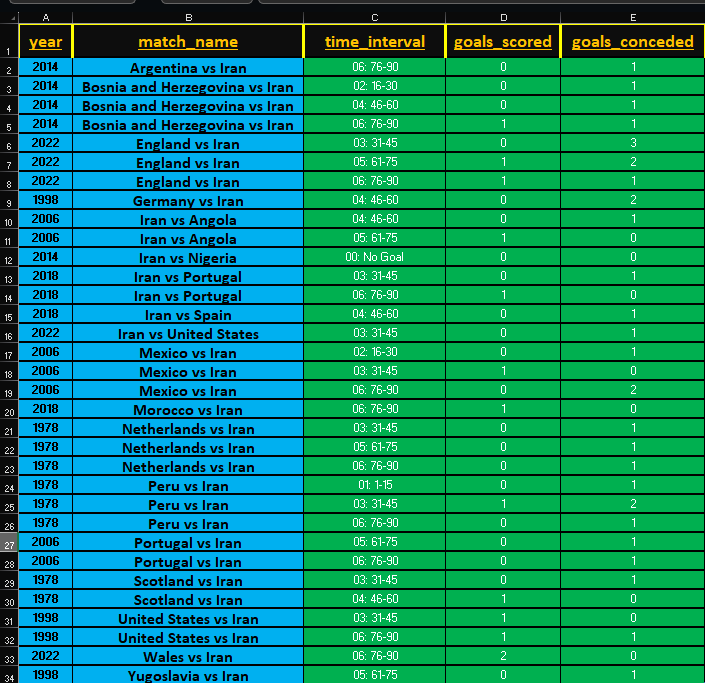 A B C D E
1 year match_name time_interval goals_scored goals_conceded
2 2014 Argentina vs Iran 06: 76-90 0 1
3 2014 Bosnia and Herzegovina vs Iran 02: 16-30 0 1
4 2014 Bosnia and Herzegovina vs Iran 04: 46-60 0 1
5 2014 Bosnia and Herzegovina vs Iran 06: 76-90 1 1
6 2022 England vs Iran 03: 31-45 0 3
7 2022 England vs Iran 05: 61-75 1 2
8 2022 England vs Iran 06: 76-90 1 1
9 1998 Germany vs Iran 04: 46-60 0 2
10 2006 Iran vs Angola 04: 46-60 0 1
11 2006 Iran vs Angola 05: 61-75 1 0
12 2014 Iran vs Nigeria 00: No Goal 0 0
13 2018 Iran vs Portugal 03: 31-45 0 1
14 2018 Iran vs Portugal 06: 76-90 1 0
15 2018 Iran vs Spain 04: 46-60 0 1
16 2022 Iran vs United States 03: 31-45 0 1
17 2006 Mexico vs Iran 02: 16-30 0 1
18 2006 Mexico vs Iran 03: 31-45 1 0
19 2006 Mexico vs Iran 06: 76-90 0 2
20 2018 Morocco vs Iran 06: 76-90 1 0
21 1978 Netherlands vs Iran 03: 31-45 0 1
22 1978 Netherlands vs Iran 05: 61-75 0 1
23 1978 Netherlands vs Iran 06: 76-90 0 1
24 1978 Peru vs Iran 01: 1-15 0 1
25 1978 Peru vs Iran 03: 31-45 1 2
26 1978 Peru vs Iran 06: 76-90 0 1
27 2006 Portugal vs Iran 05: 61-75 0 1
28 2006 Portugal vs Iran 06: 76-90 0 1
29 1978 Scotland vs Iran 03: 31-45 0 1
30 1978 Scotland vs Iran 04: 46-60 1 0
31 1998 United States vs Iran 03: 31-45 1 0
32 1998 United States vs Iran 06: 76-90 1 1
33 2022 Wales vs Iran 06: 76-90 2 0
34 1998 Yugoslavia vs Iran 05: 61-75 0 1